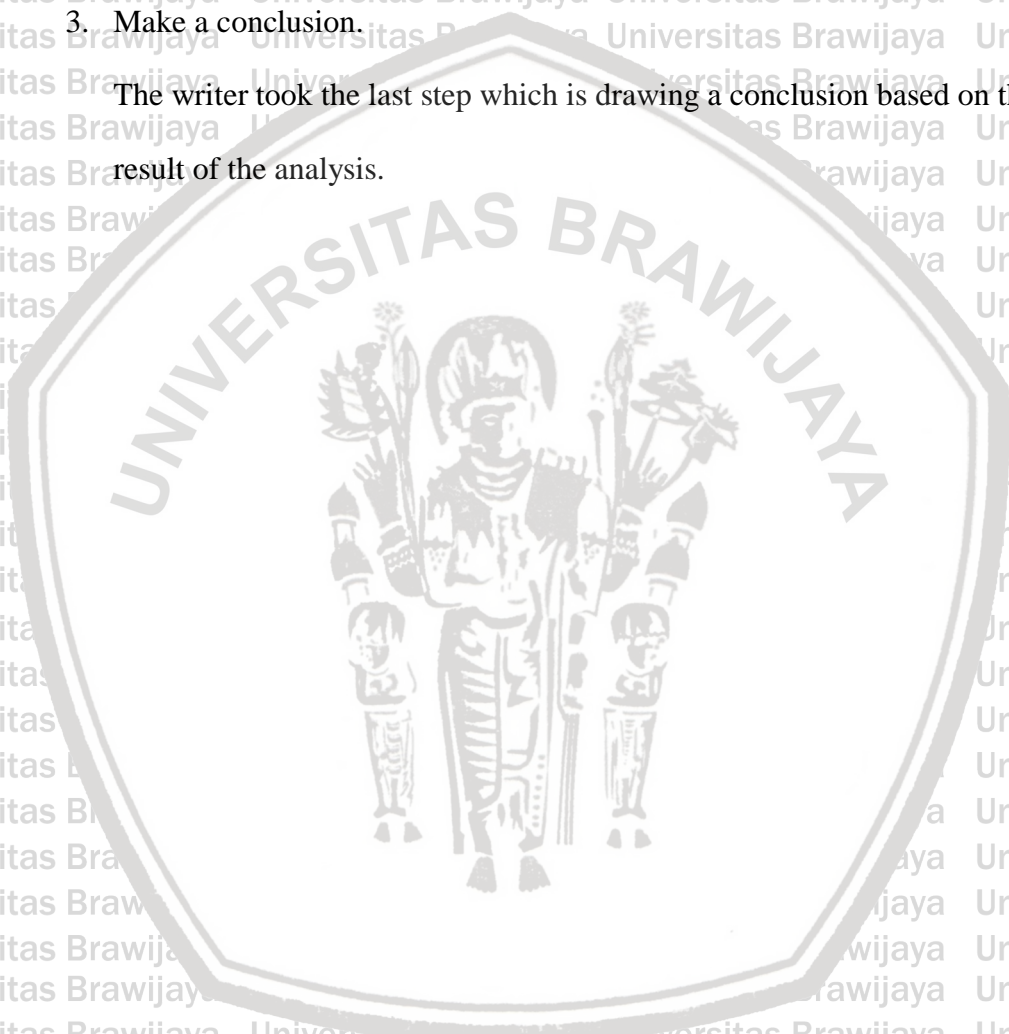 3. Make a conclusion.
The writer took the last step which is drawing a conclusion based on
result of the analysis.
UNIVERSITAS BRAWIJAYA